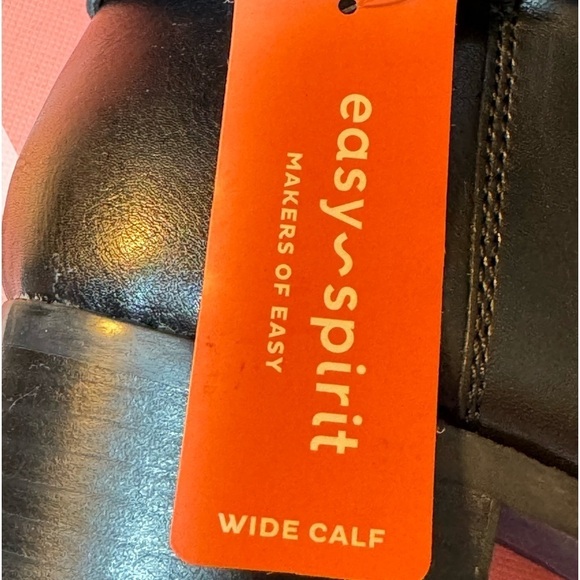 easy~spirit
MAKERS OF EASY
WIDE CALF